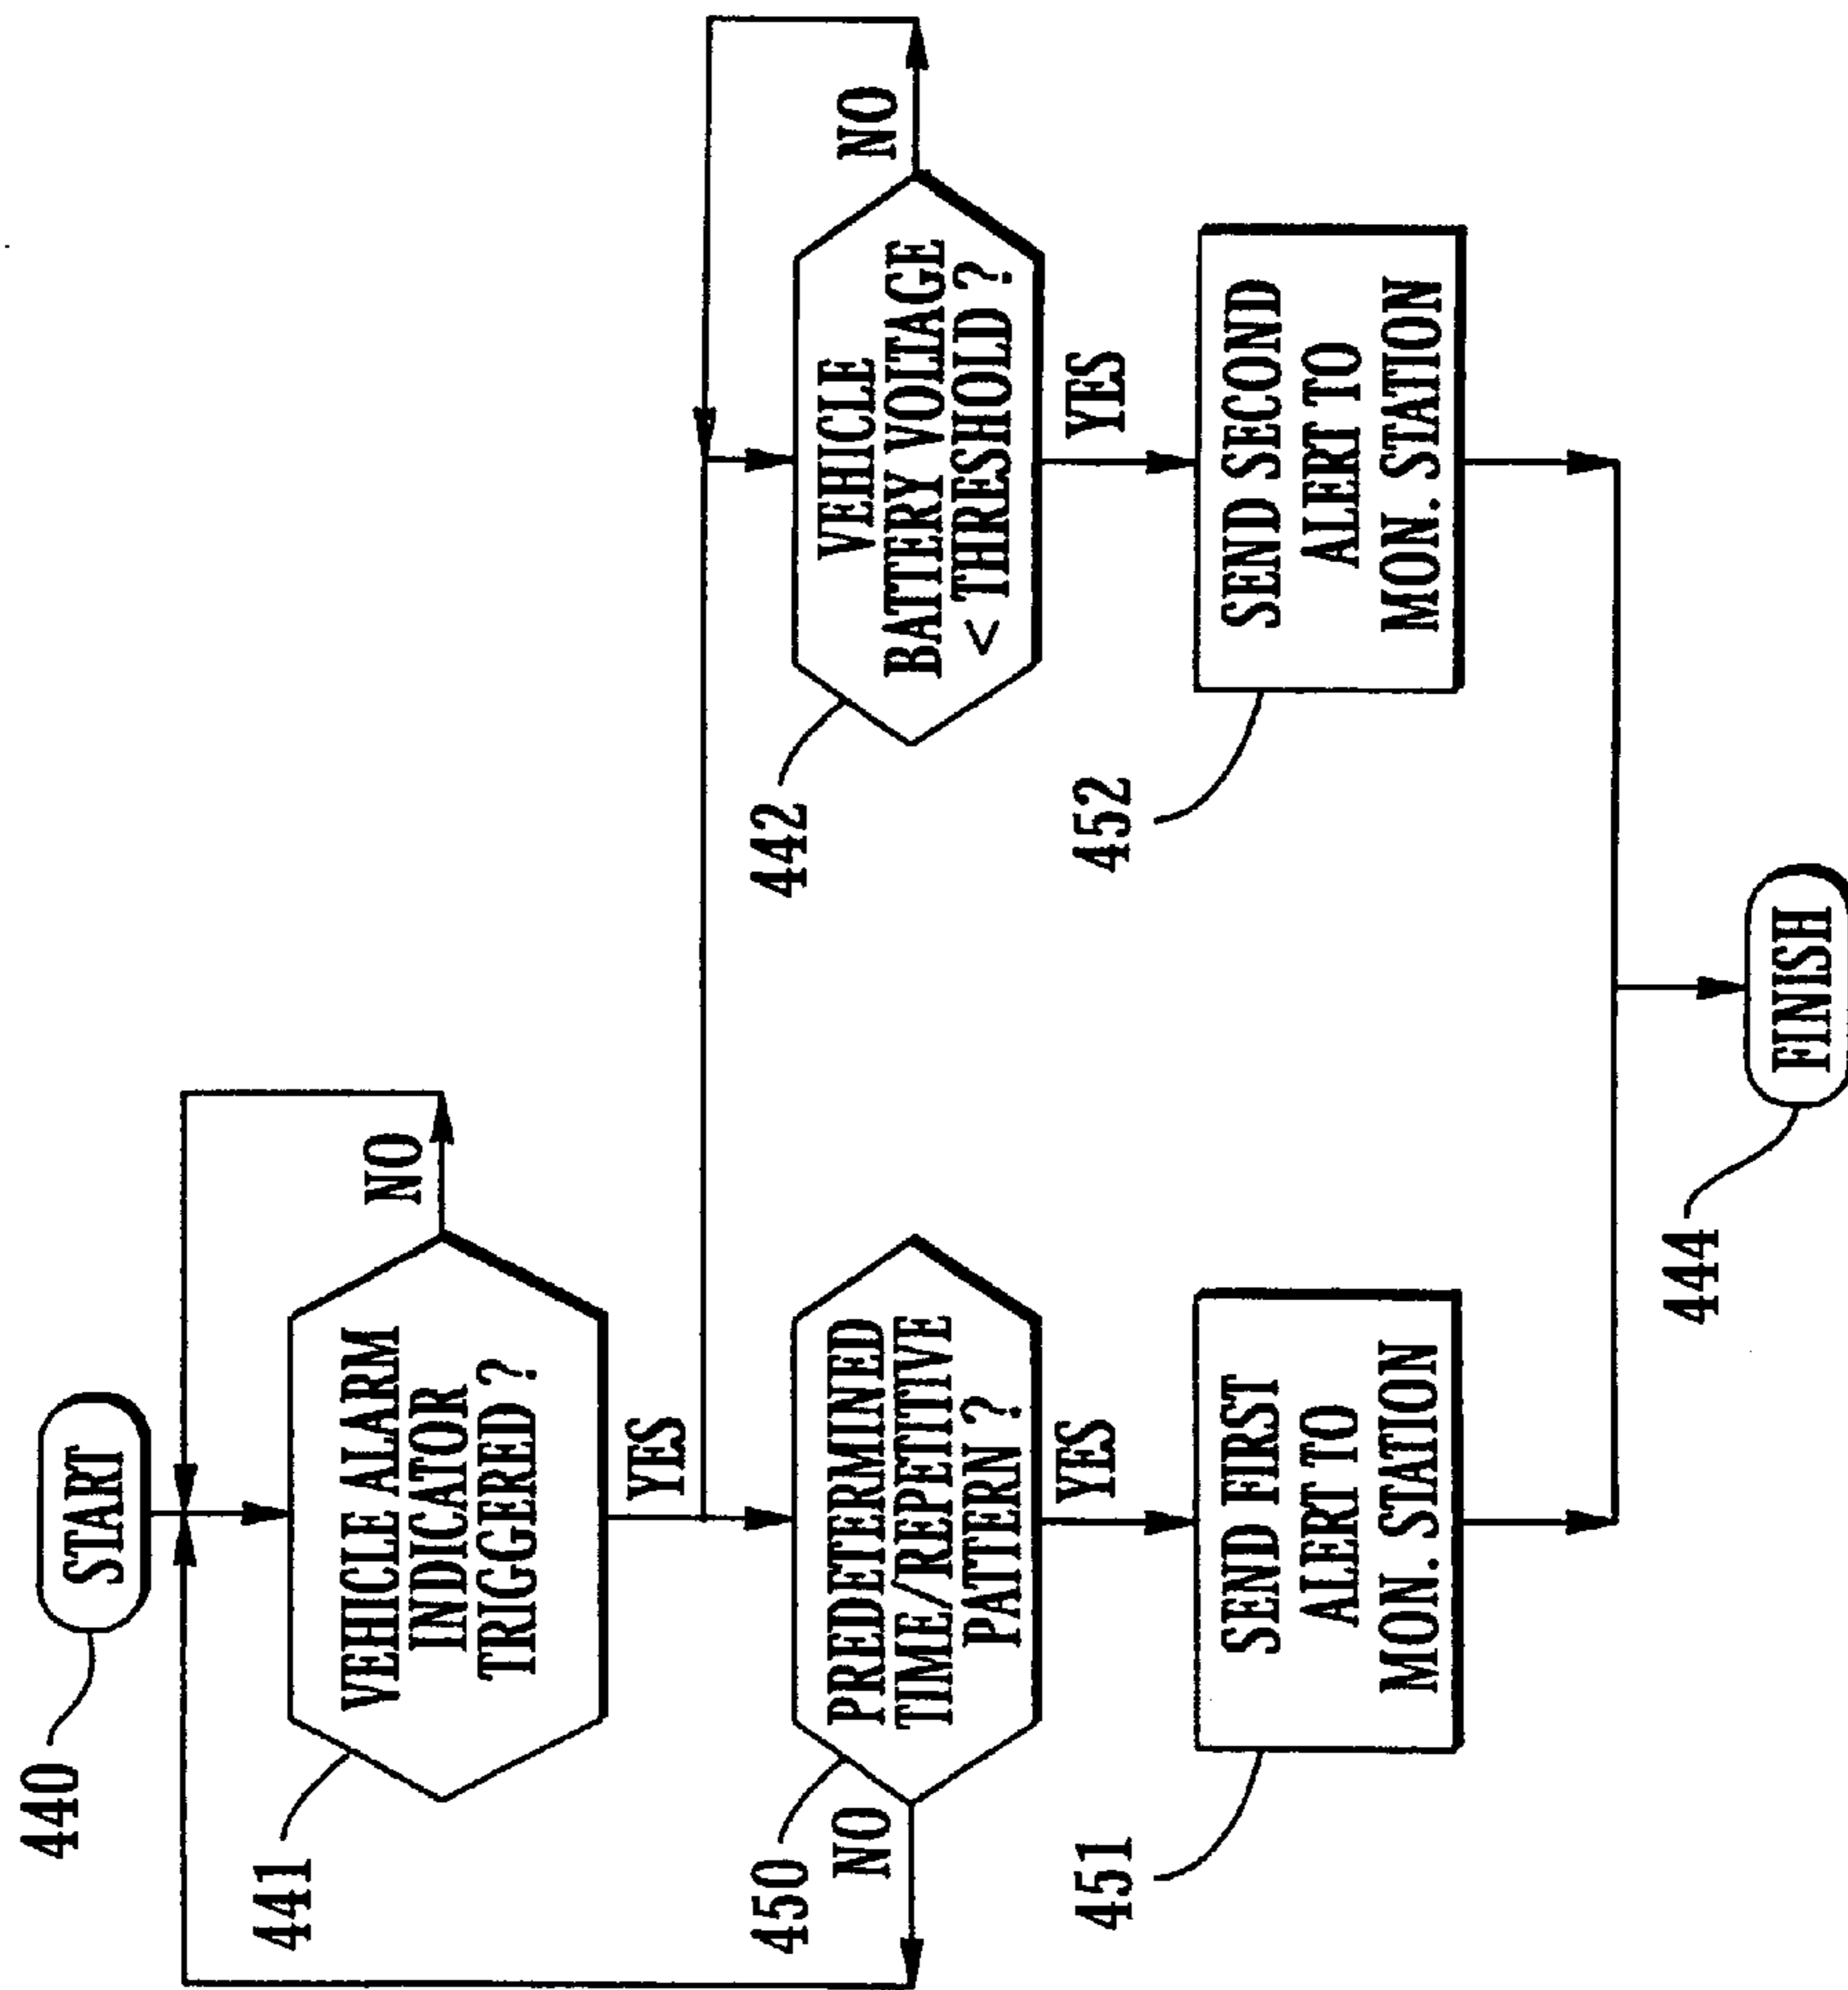 440
START
441
VEHICLE ALARM
INDICATOR
TRIGGERED ?
NO
YES
450
PREDETERMINED
TIME/REPETITIVE
PATTERN ?
NO
YES
451
SEND FIRST
ALERT TO
MON. STATION
442
VEHICLE
BATTERY VOLTAGE
< THRESHOLD ?
NO
YES
452
SEND SECOND
ALERT TO
MON. STATION
444
FINISH